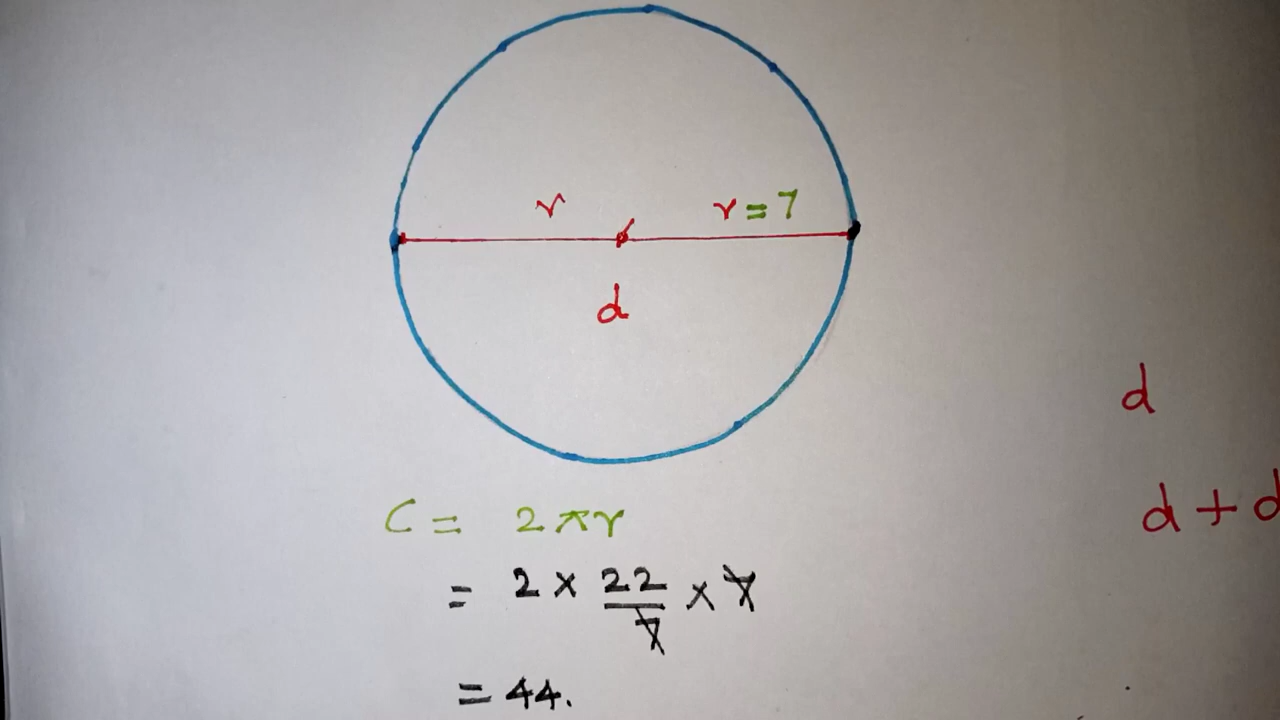 r r = 7
d
d
d + d
C = 2πr
= 2 × 22/7 × 7
= 44.